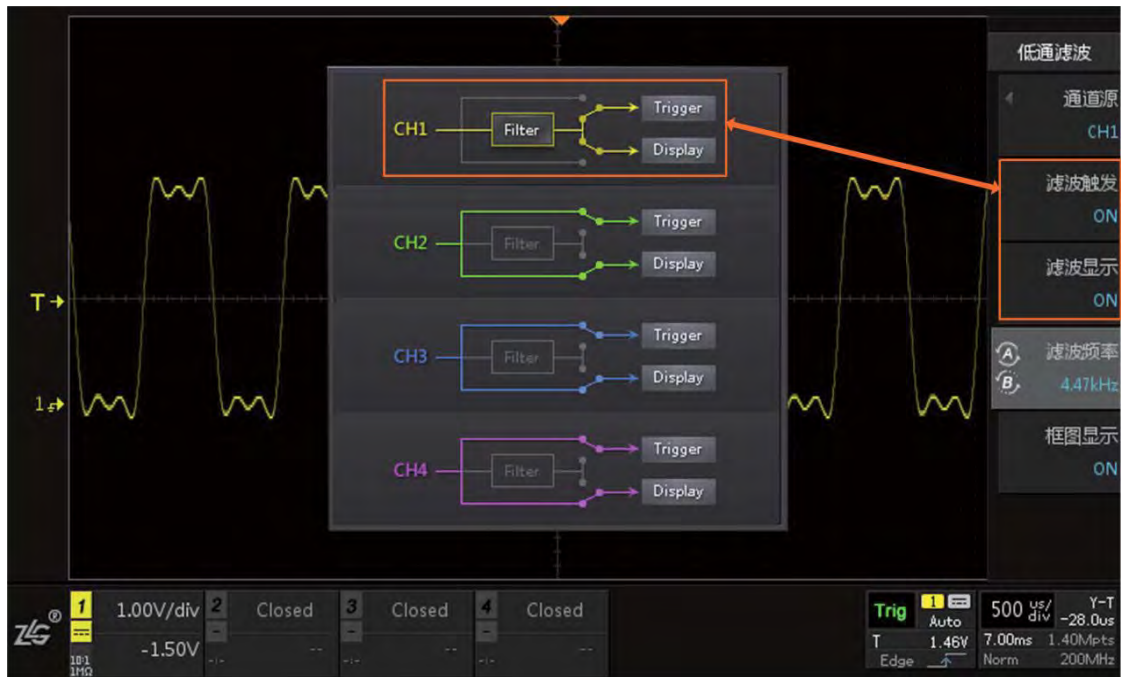 低通滤波
通道源
CH1
滤波触发
ON
滤波显示
ON
A
滤波频率
B
4.47kHz
框图显示
ON
CH1
Filter
Trigger
Display
CH2
Filter
Trigger
Display
CH3
Filter
Trigger
Display
CH4
Filter
Trigger
Display
T
1
ZLG®
1
1.00V/div
-1.50V
10:1
1MΩ
2
Closed
--
-:-
3
Closed
--
-:-
4
Closed
--
-:-
Trig
1
Auto
T 1.46V
Edge
500 us/div
Y-T
-28.0us
7.00ms 1.40Mpts
Norm 200MHz